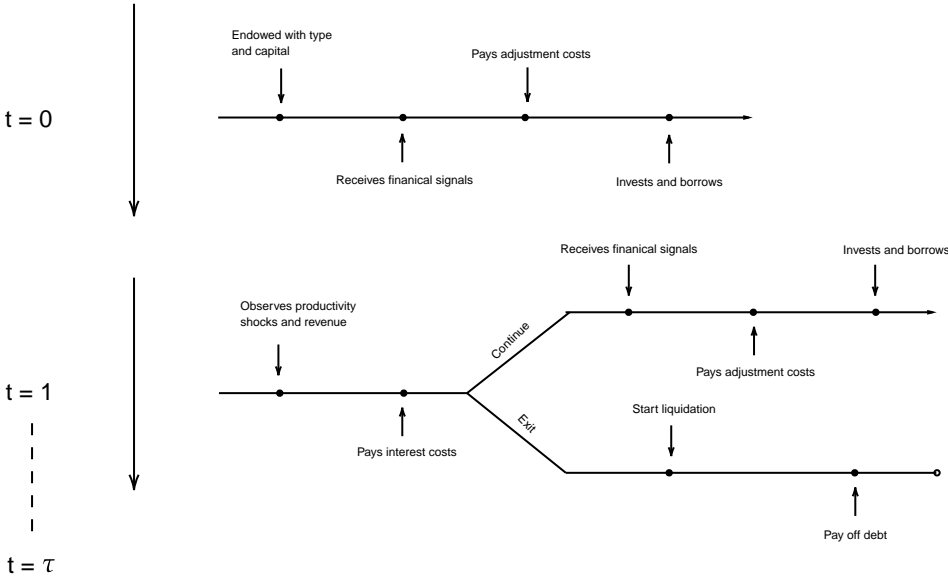 Endowed with type
and capital
Pays adjustment costs
t = 0
Receives finanical signals
Invests and borrows
Receives finanical signals
Invests and borrows
Observes productivity
shocks and revenue
Continue
Pays adjustment costs
t = 1
Start liquidation
Exit
Pays interest costs
Pay off debt
t = τ